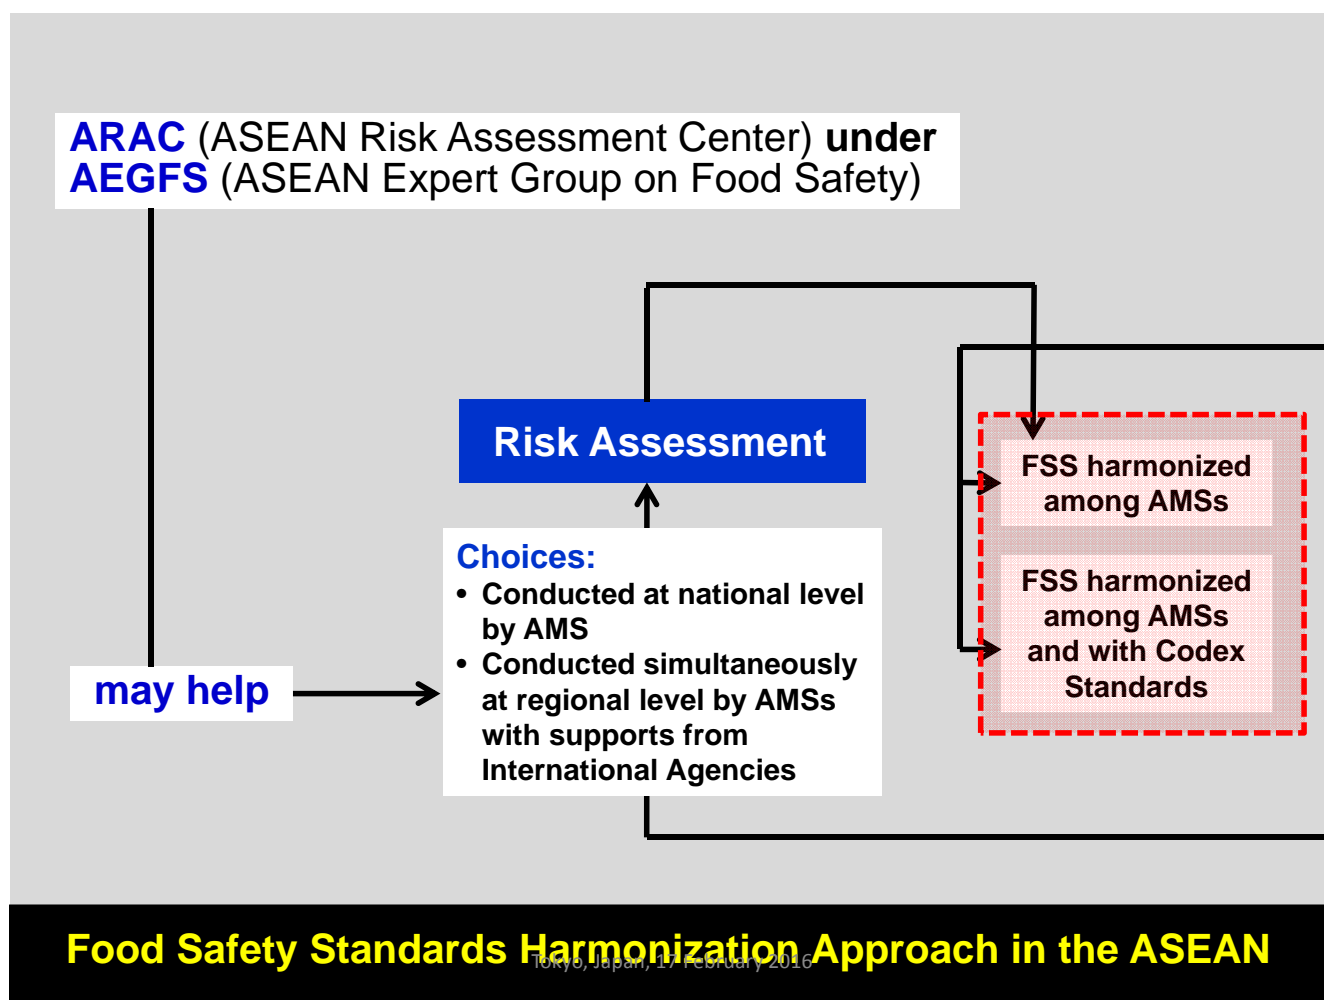 ARAC (ASEAN Risk Assessment Center) under
AEGFS (ASEAN Expert Group on Food Safety)
Risk Assessment
FSS harmonized
among AMSs
Choices:
• Conducted at national level
by AMS
• Conducted simultaneously
at regional level by AMSs
with supports from
International Agencies
FSS harmonized
among AMSs
and with Codex
Standards
may help
Food Safety Standards Harmonization Approach in the ASEAN
Tokyo, Japan, 17 February 2016